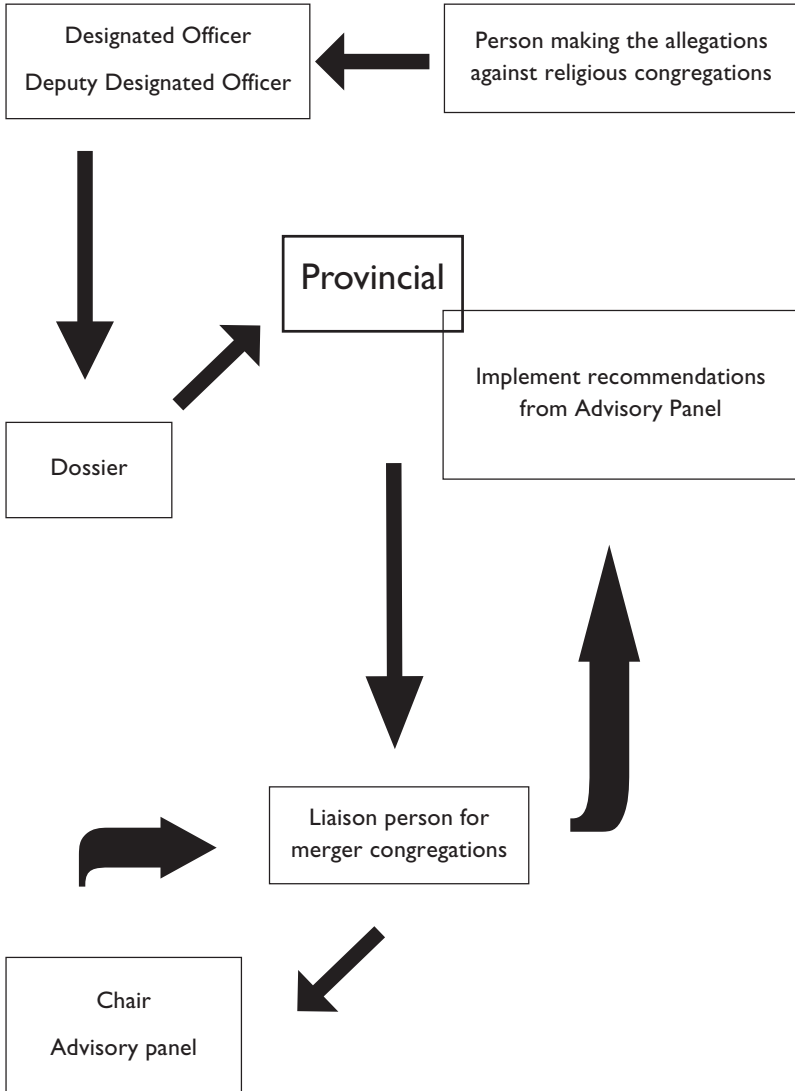 Designated Officer
Deputy Designated Officer
Person making the allegations
against religious congregations
Provincial
Implement recommendations
from Advisory Panel
Dossier
Liaison person for
merger congregations
Chair
Advisory panel